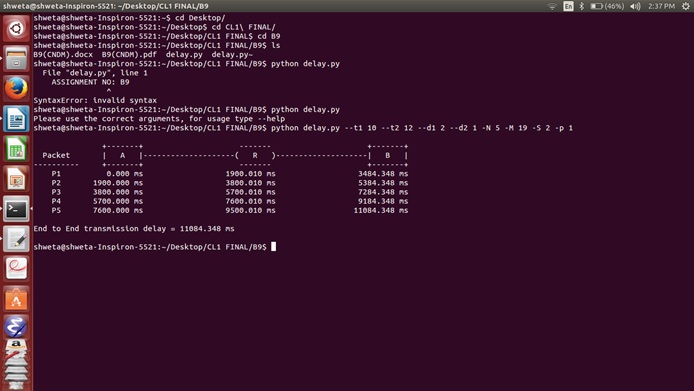 shweta@shweta-Inspiron-5521: ~/Desktop/CL1 FINAL/B9
En
(46%)
2:37 PM
shweta@shweta-Inspiron-5521:~$ cd Desktop/
shweta@shweta-Inspiron-5521:~/Desktop$ cd CL1\ FINAL/
shweta@shweta-Inspiron-5521:~/Desktop/CL1 FINAL$ cd B9
shweta@shweta-Inspiron-5521:~/Desktop/CL1 FINAL/B9$ ls
B9(CNDM).docx  B9(CNDM).pdf  delay.py  delay.py~
shweta@shweta-Inspiron-5521:~/Desktop/CL1 FINAL/B9$ python delay.py
  File "delay.py", line 1
    ASSIGNMENT NO: B9
                 ^
SyntaxError: invalid syntax
shweta@shweta-Inspiron-5521:~/Desktop/CL1 FINAL/B9$ python delay.py
Please use the correct arguments, for usage type --help
shweta@shweta-Inspiron-5521:~/Desktop/CL1 FINAL/B9$ python delay.py --t1 10 --t2 12 --d1 2 --d2 1 -N 5 -M 19 -S 2 -p 1
                 +-------+                         -------                         +-------+
  Packet         |   A   |--------------------(   R   )--------------------|   B   |
----------       +-------+                         -------                         +-------+
    P1              0.000 ms                    1900.010 ms                     3484.348 ms
    P2           1900.000 ms                    3800.010 ms                     5384.348 ms
    P3           3800.000 ms                    5700.010 ms                     7284.348 ms
    P4           5700.000 ms                    7600.010 ms                     9184.348 ms
    P5           7600.000 ms                    9500.010 ms                    11084.348 ms
End to End transmission delay = 11084.348 ms
shweta@shweta-Inspiron-5521:~/Desktop/CL1 FINAL/B9$